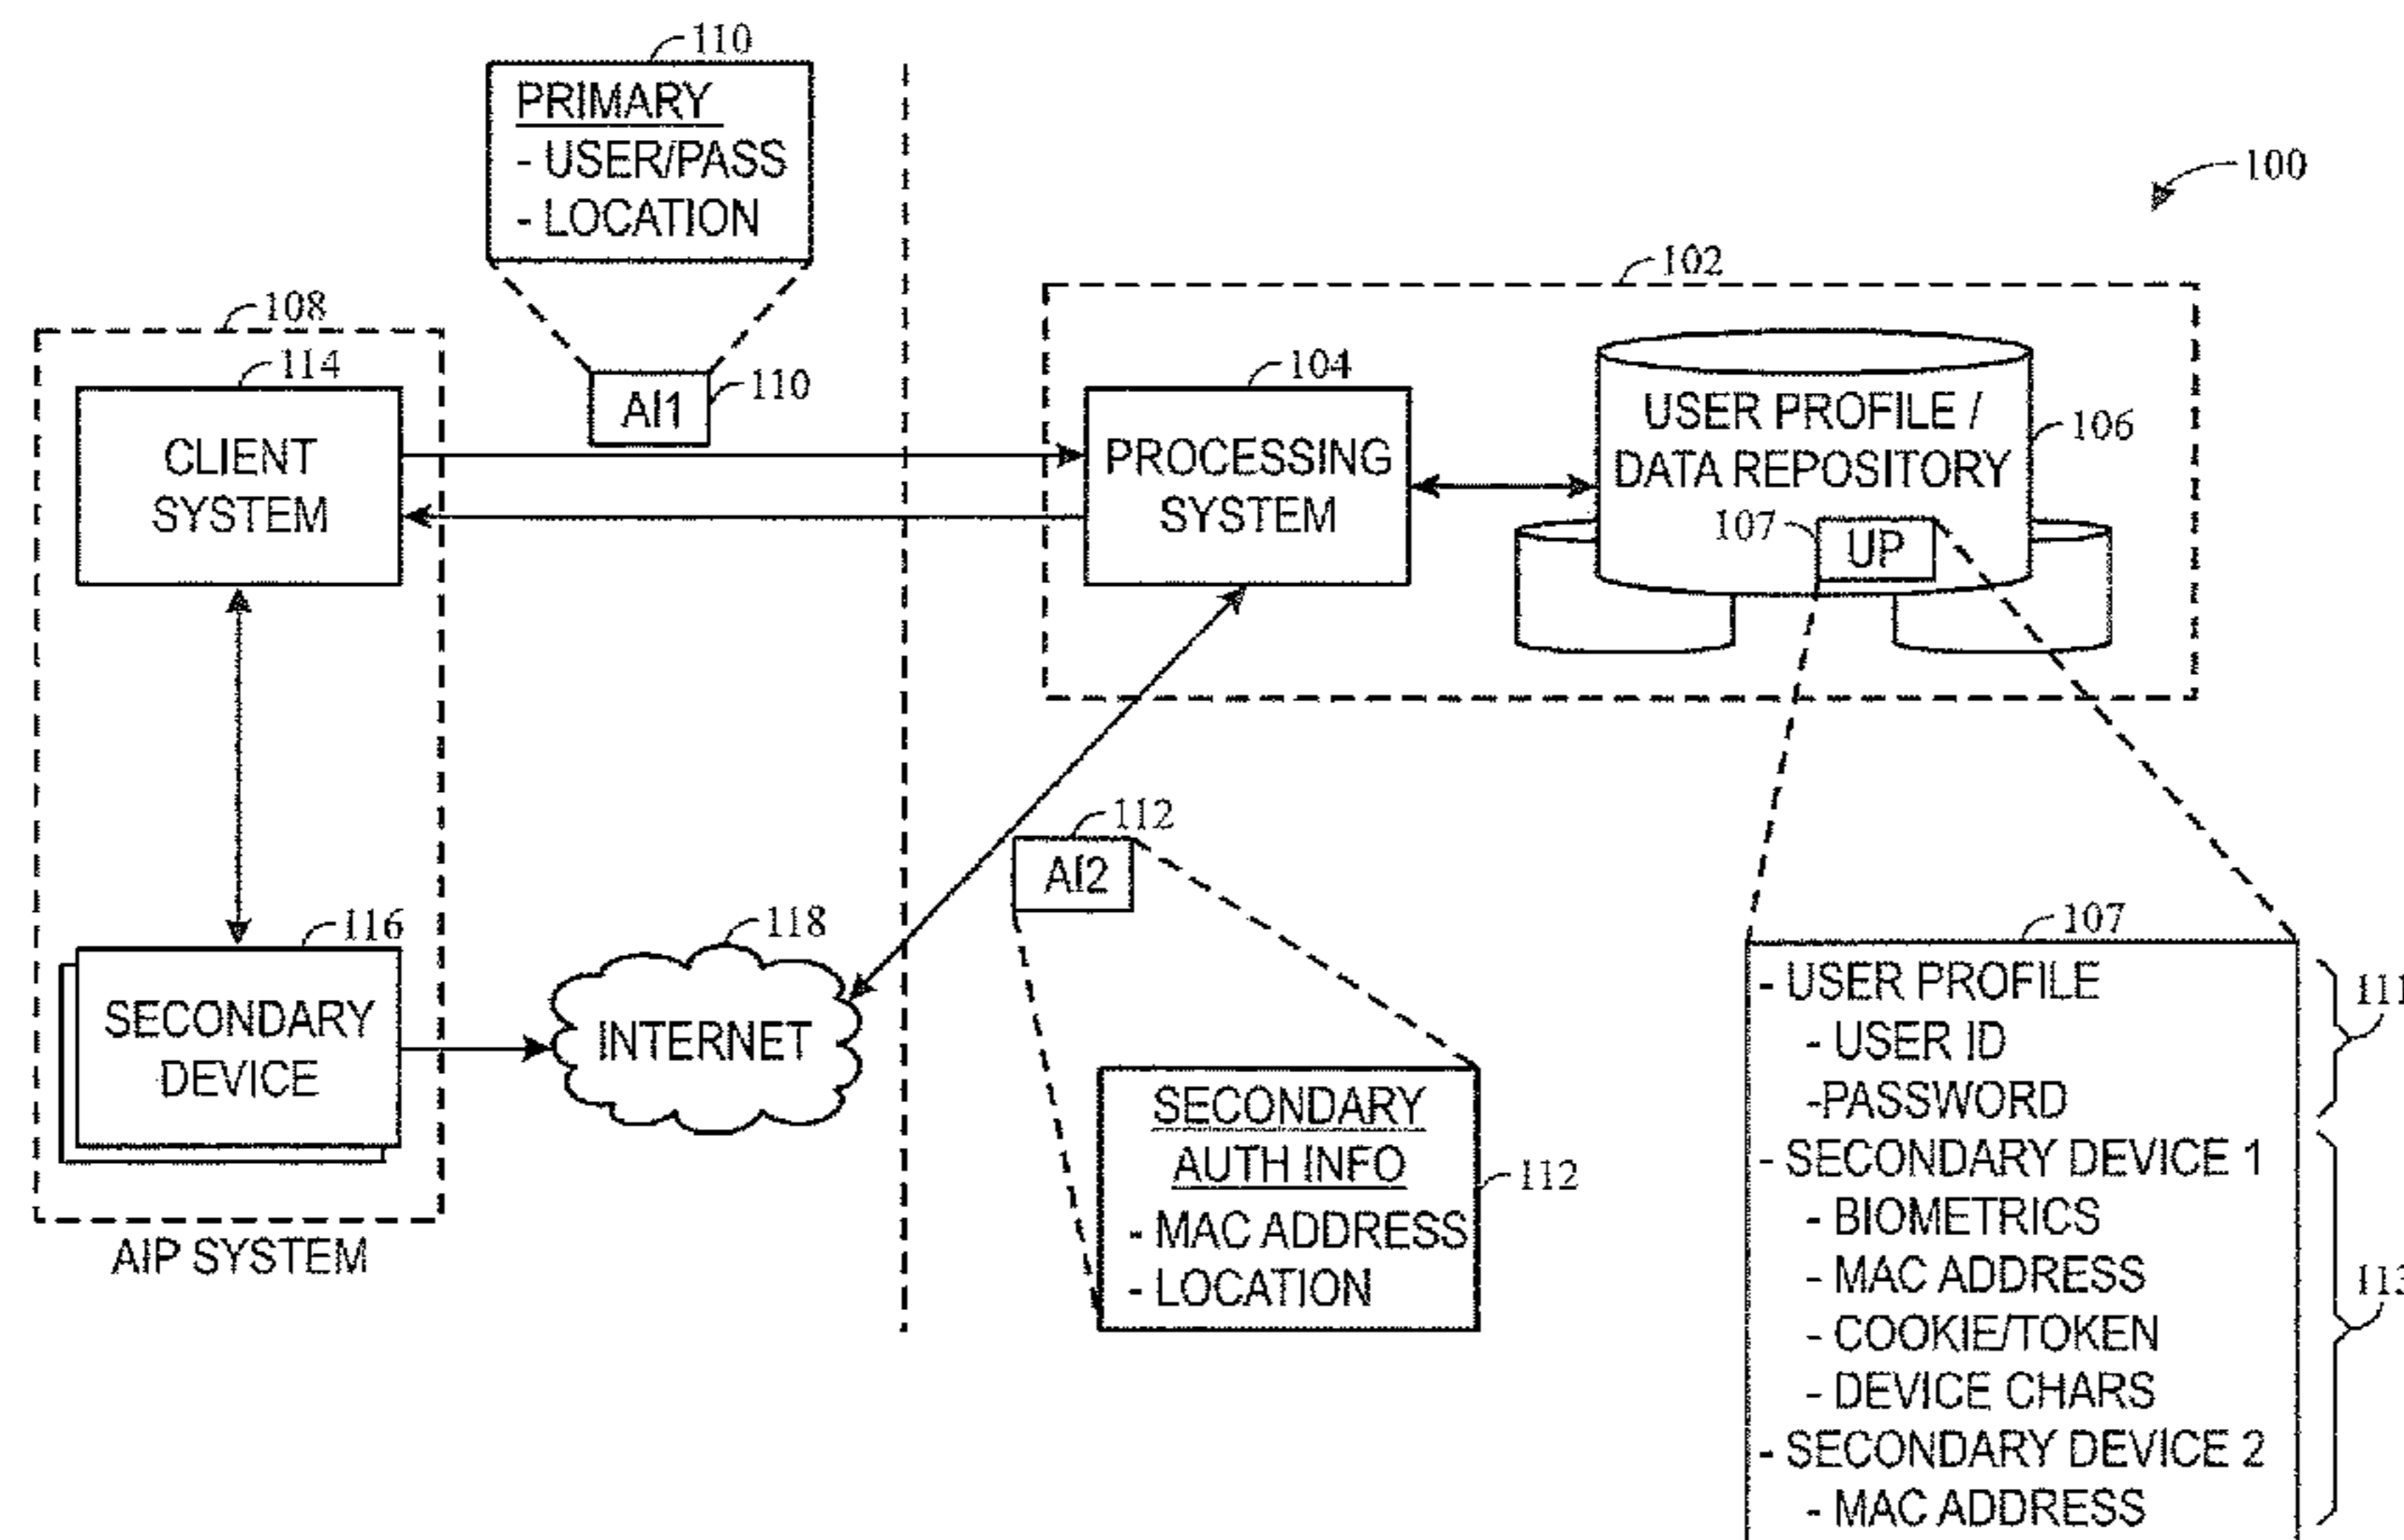 110
PRIMARY
- USER/PASS
- LOCATION
100
102
108
114
CLIENT
SYSTEM
AI1
110
104
PROCESSING
SYSTEM
USER PROFILE /
DATA REPOSITORY
106
107
UP
112
AI2
116
SECONDARY
DEVICE
118
INTERNET
AIP SYSTEM
SECONDARY
AUTH INFO
- MAC ADDRESS
- LOCATION
112
107
- USER PROFILE
- USER ID
-PASSWORD
111
- SECONDARY DEVICE 1
- BIOMETRICS
- MAC ADDRESS
- COOKIE/TOKEN
- DEVICE CHARS
- SECONDARY DEVICE 2
- MAC ADDRESS
113